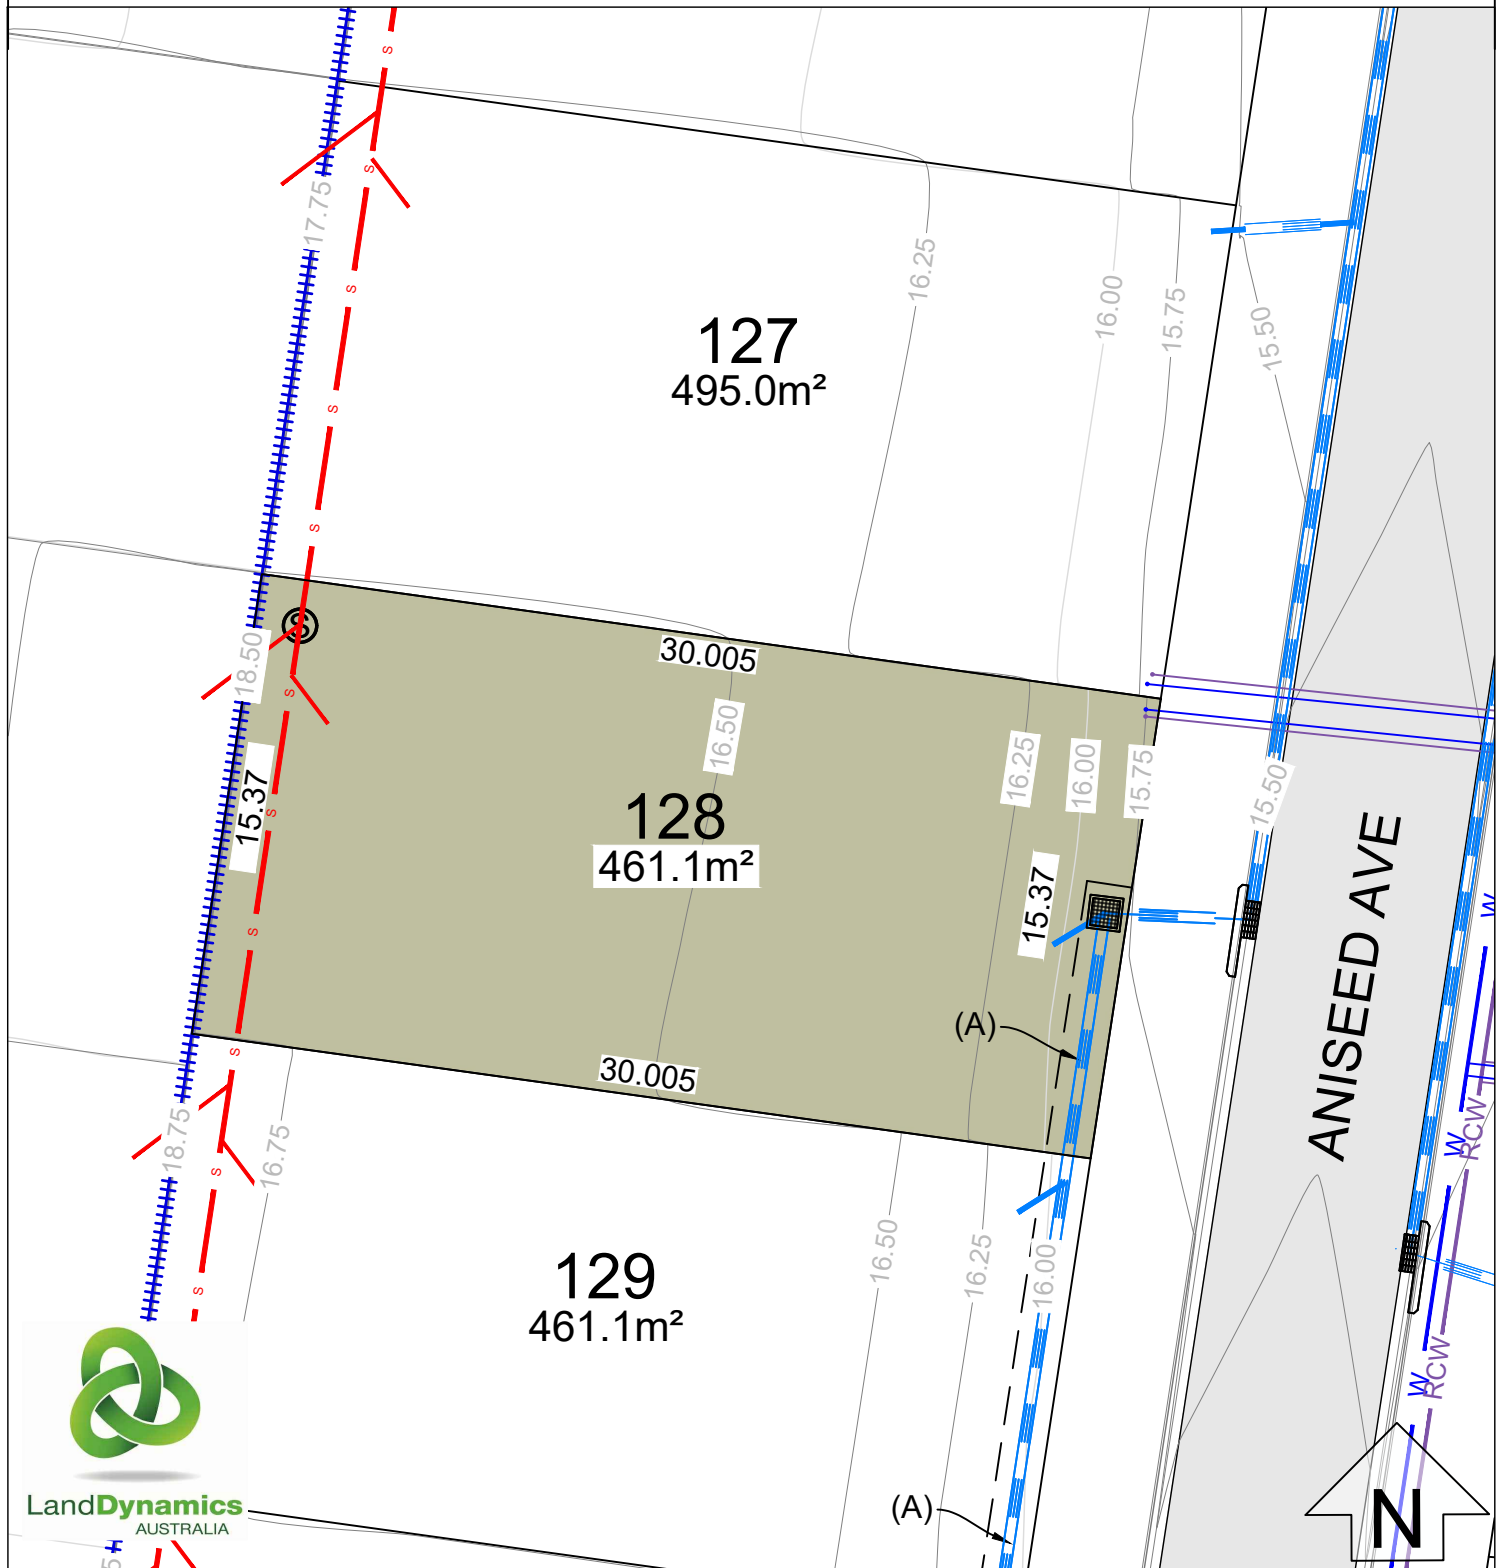 S
S
17.75
S
16.25
16.00
15.75
15.50
127
495.0m²
S
S
S
18.50
30.005
S
16.50
16.25
16.00
15.75
15.50
15.37
S
128
461.1m²
15.37
ANISEED AVE
W
S
(A)
S
30.005
18.75
16.75
S
W
RCW
16.50
16.25
16.00
129
461.1m²
S
W
RCW
LandDynamics
AUSTRALIA
(A)
N